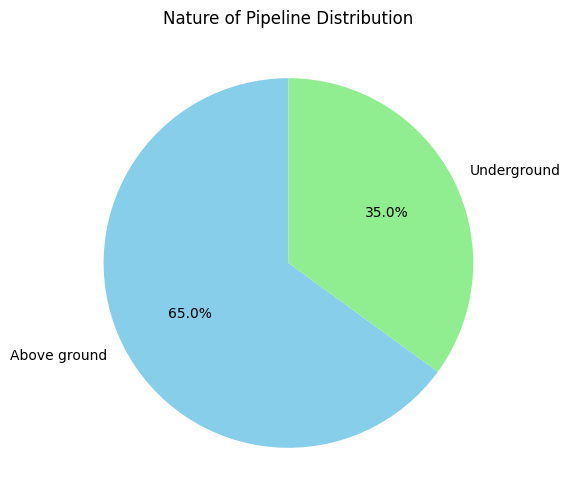 Nature of Pipeline Distribution
Underground
35.0%
65.0%
Above ground